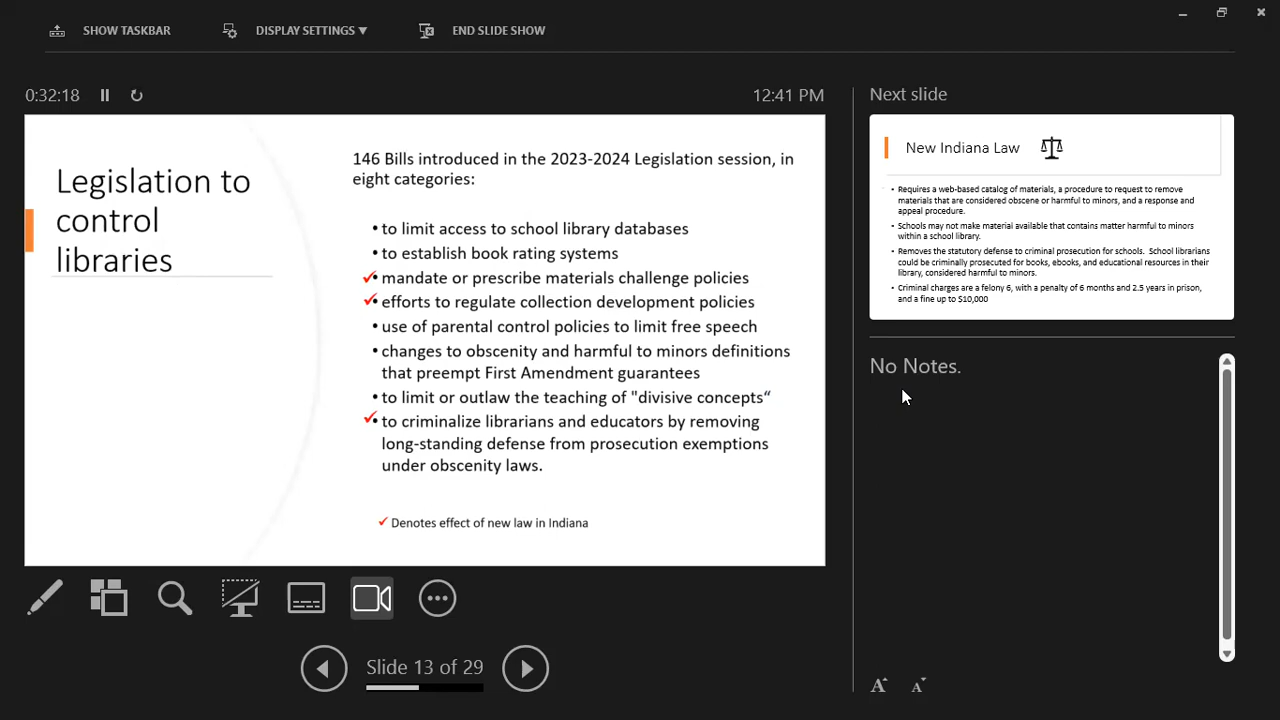 SHOW TASKBAR
DISPLAY SETTINGS ▼
END SLIDE SHOW
0:32:18
12:41 PM
Legislation to
control
libraries
146 Bills introduced in the 2023-2024 Legislation session, in
eight categories:
• to limit access to school library databases
• to establish book rating systems
✓• mandate or prescribe materials challenge policies
✓• efforts to regulate collection development policies
• use of parental control policies to limit free speech
• changes to obscenity and harmful to minors definitions
that preempt First Amendment guarantees
• to limit or outlaw the teaching of "divisive concepts“
✓• to criminalize librarians and educators by removing
long-standing defense from prosecution exemptions
under obscenity laws.
✓ Denotes effect of new law in Indiana
Slide 13 of 29
Next slide
New Indiana Law
• Requires a web-based catalog of materials, a procedure to request to remove
materials that are considered obscene or harmful to minors, and a response and
appeal procedure.
• Schools may not make material available that contains matter harmful to minors
within a school library.
• Removes the statutory defense to criminal prosecution for schools. School librarians
could be criminally prosecuted for books, ebooks, and educational resources in their
library, considered harmful to minors.
• Criminal charges are a felony 6, with a penalty of 6 months and 2.5 years in prison,
and a fine up to $10,000
No Notes.
A A